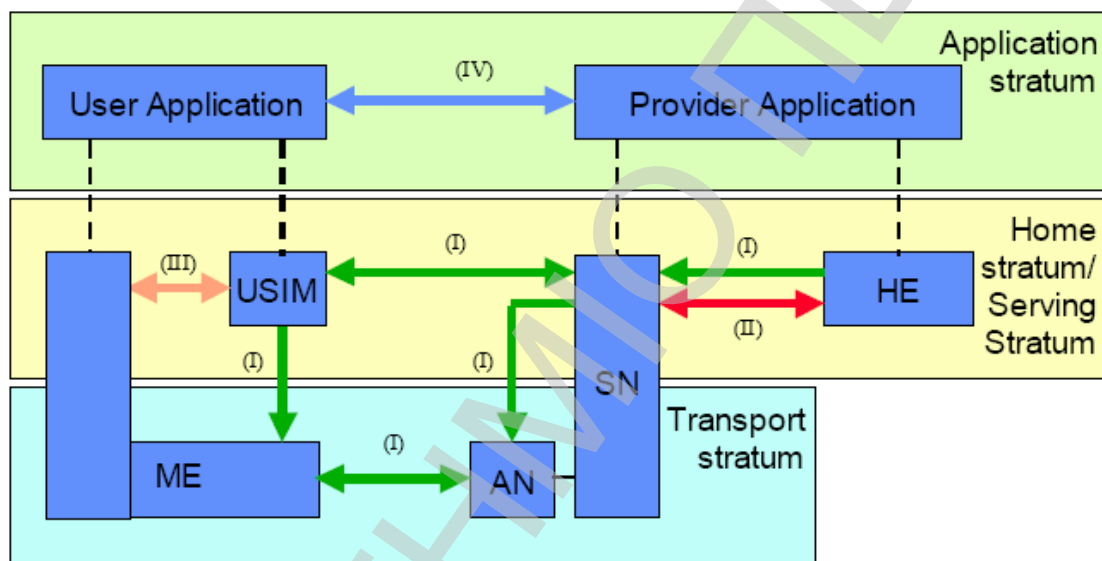 Application
stratum
User Application
(IV)
Provider Application
Home
stratum/
Serving
Stratum
(III)
USIM
(I)
(I)
HE
(II)
(I)
(I)
SN
Transport
stratum
ME
(I)
AN